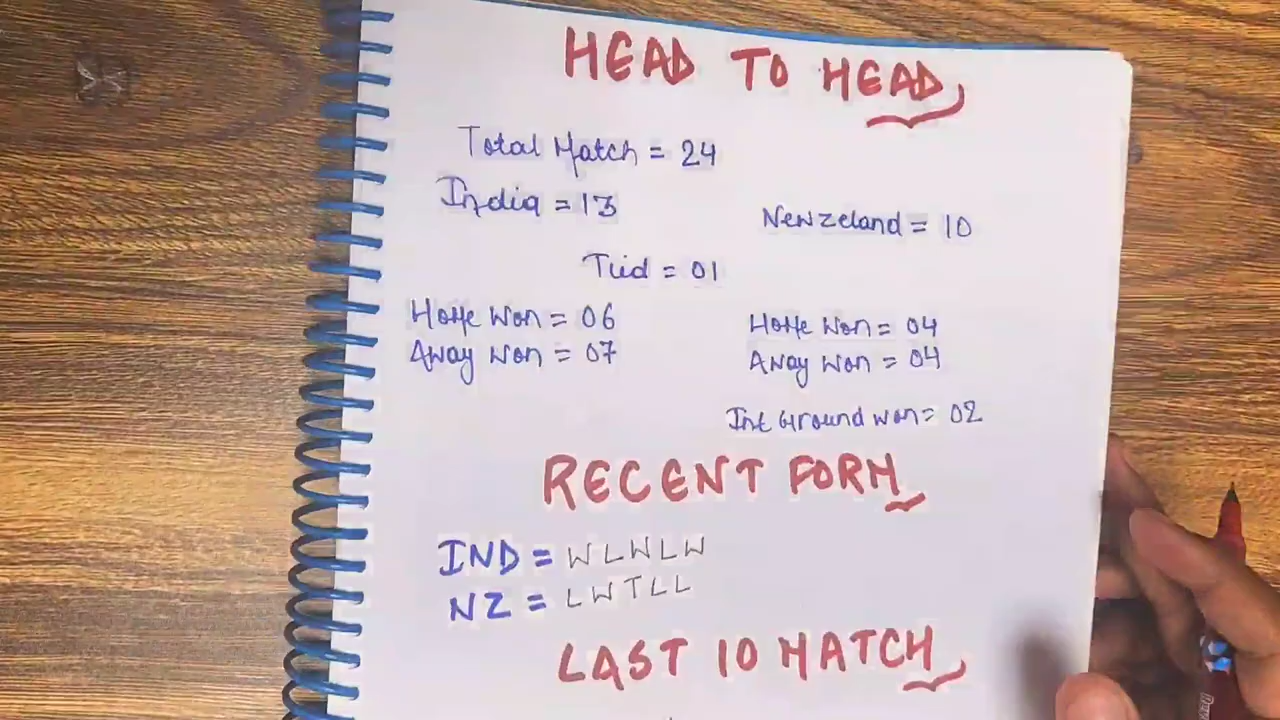 HEAD TO HEAD
Total Match = 24
India = 13
Newzeland = 10
Tied = 01
Home Won = 06
Home Won = 04
Away Won = 07
Away Won = 04
Int Ground won = 02
RECENT FORM
IND = W L W L W
NZ = L W T L L
LAST 10 MATCH